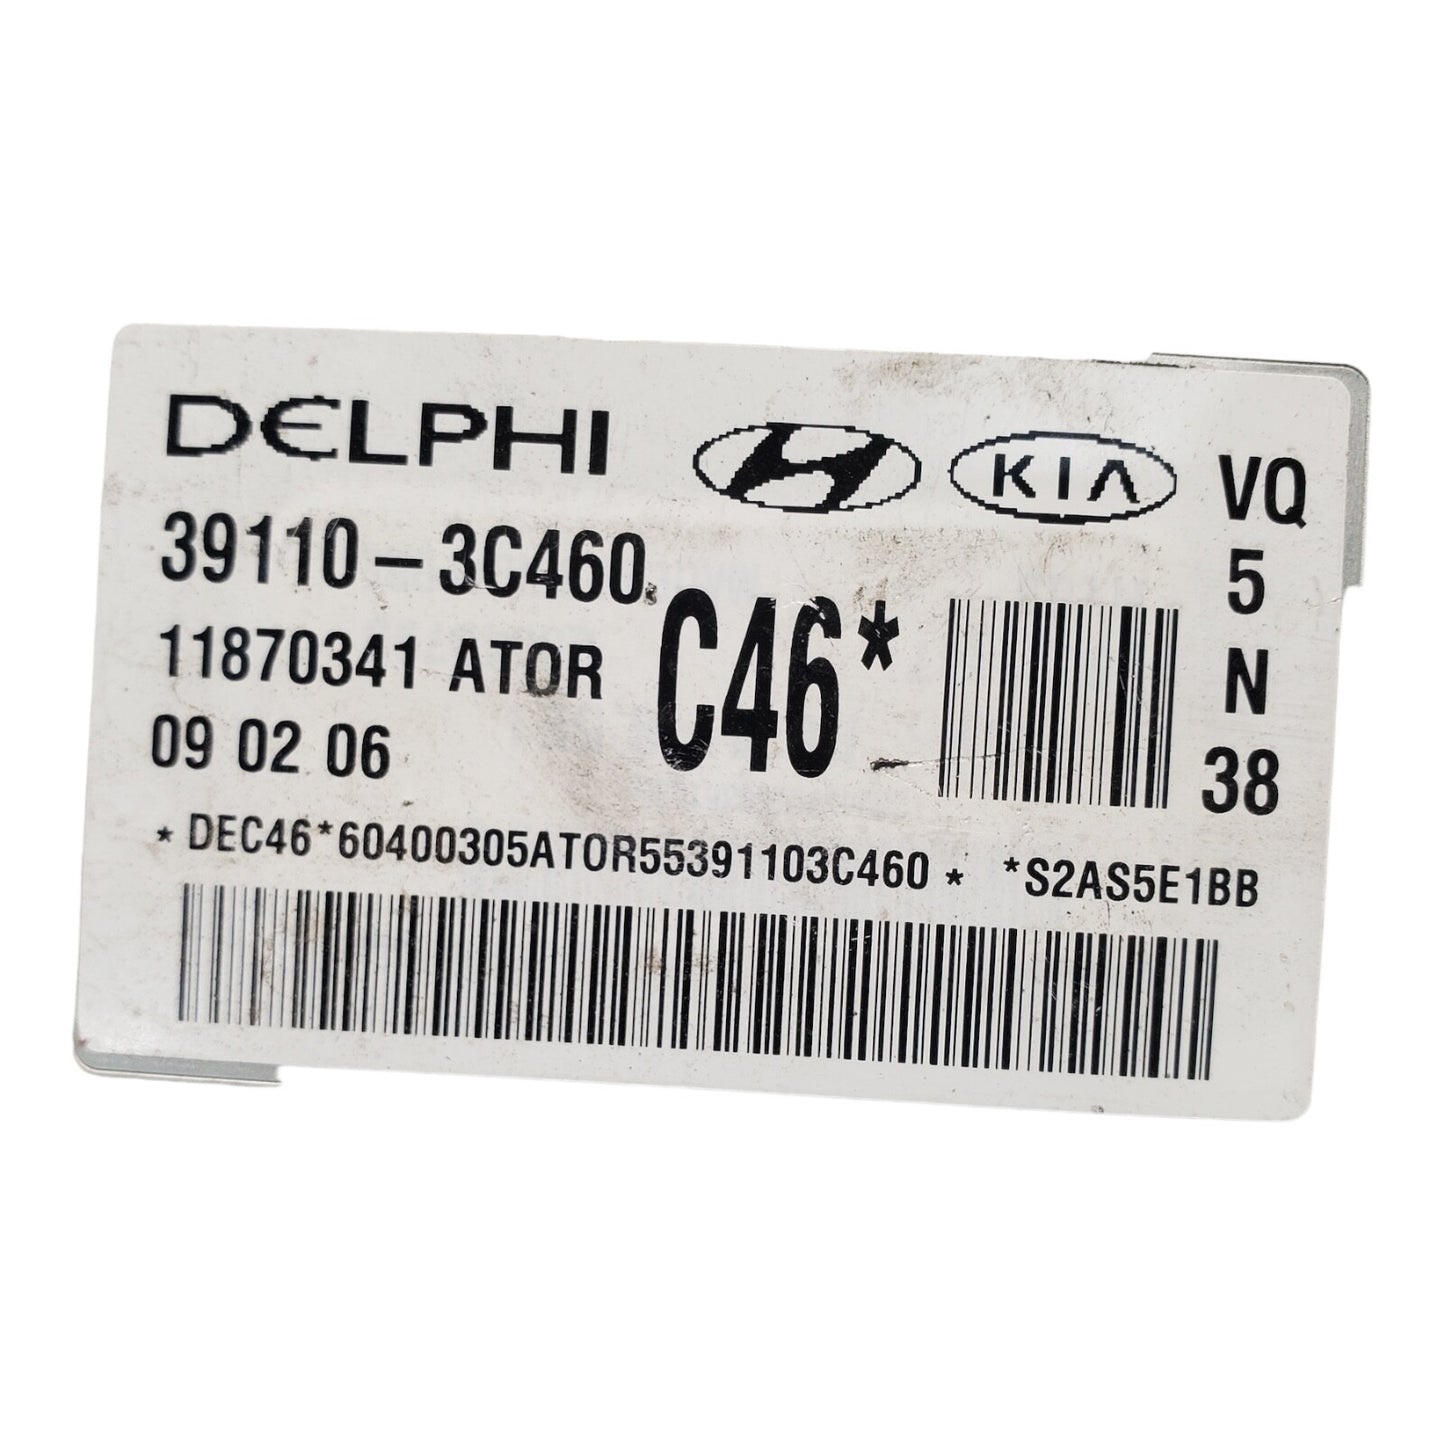 DELPHI KIA VQ
39110-3C460 5
11870341 ATOR C46* N
09 02 06 38
* DEC46*60400305ATOR55391103C460 * *S2AS5E1BB